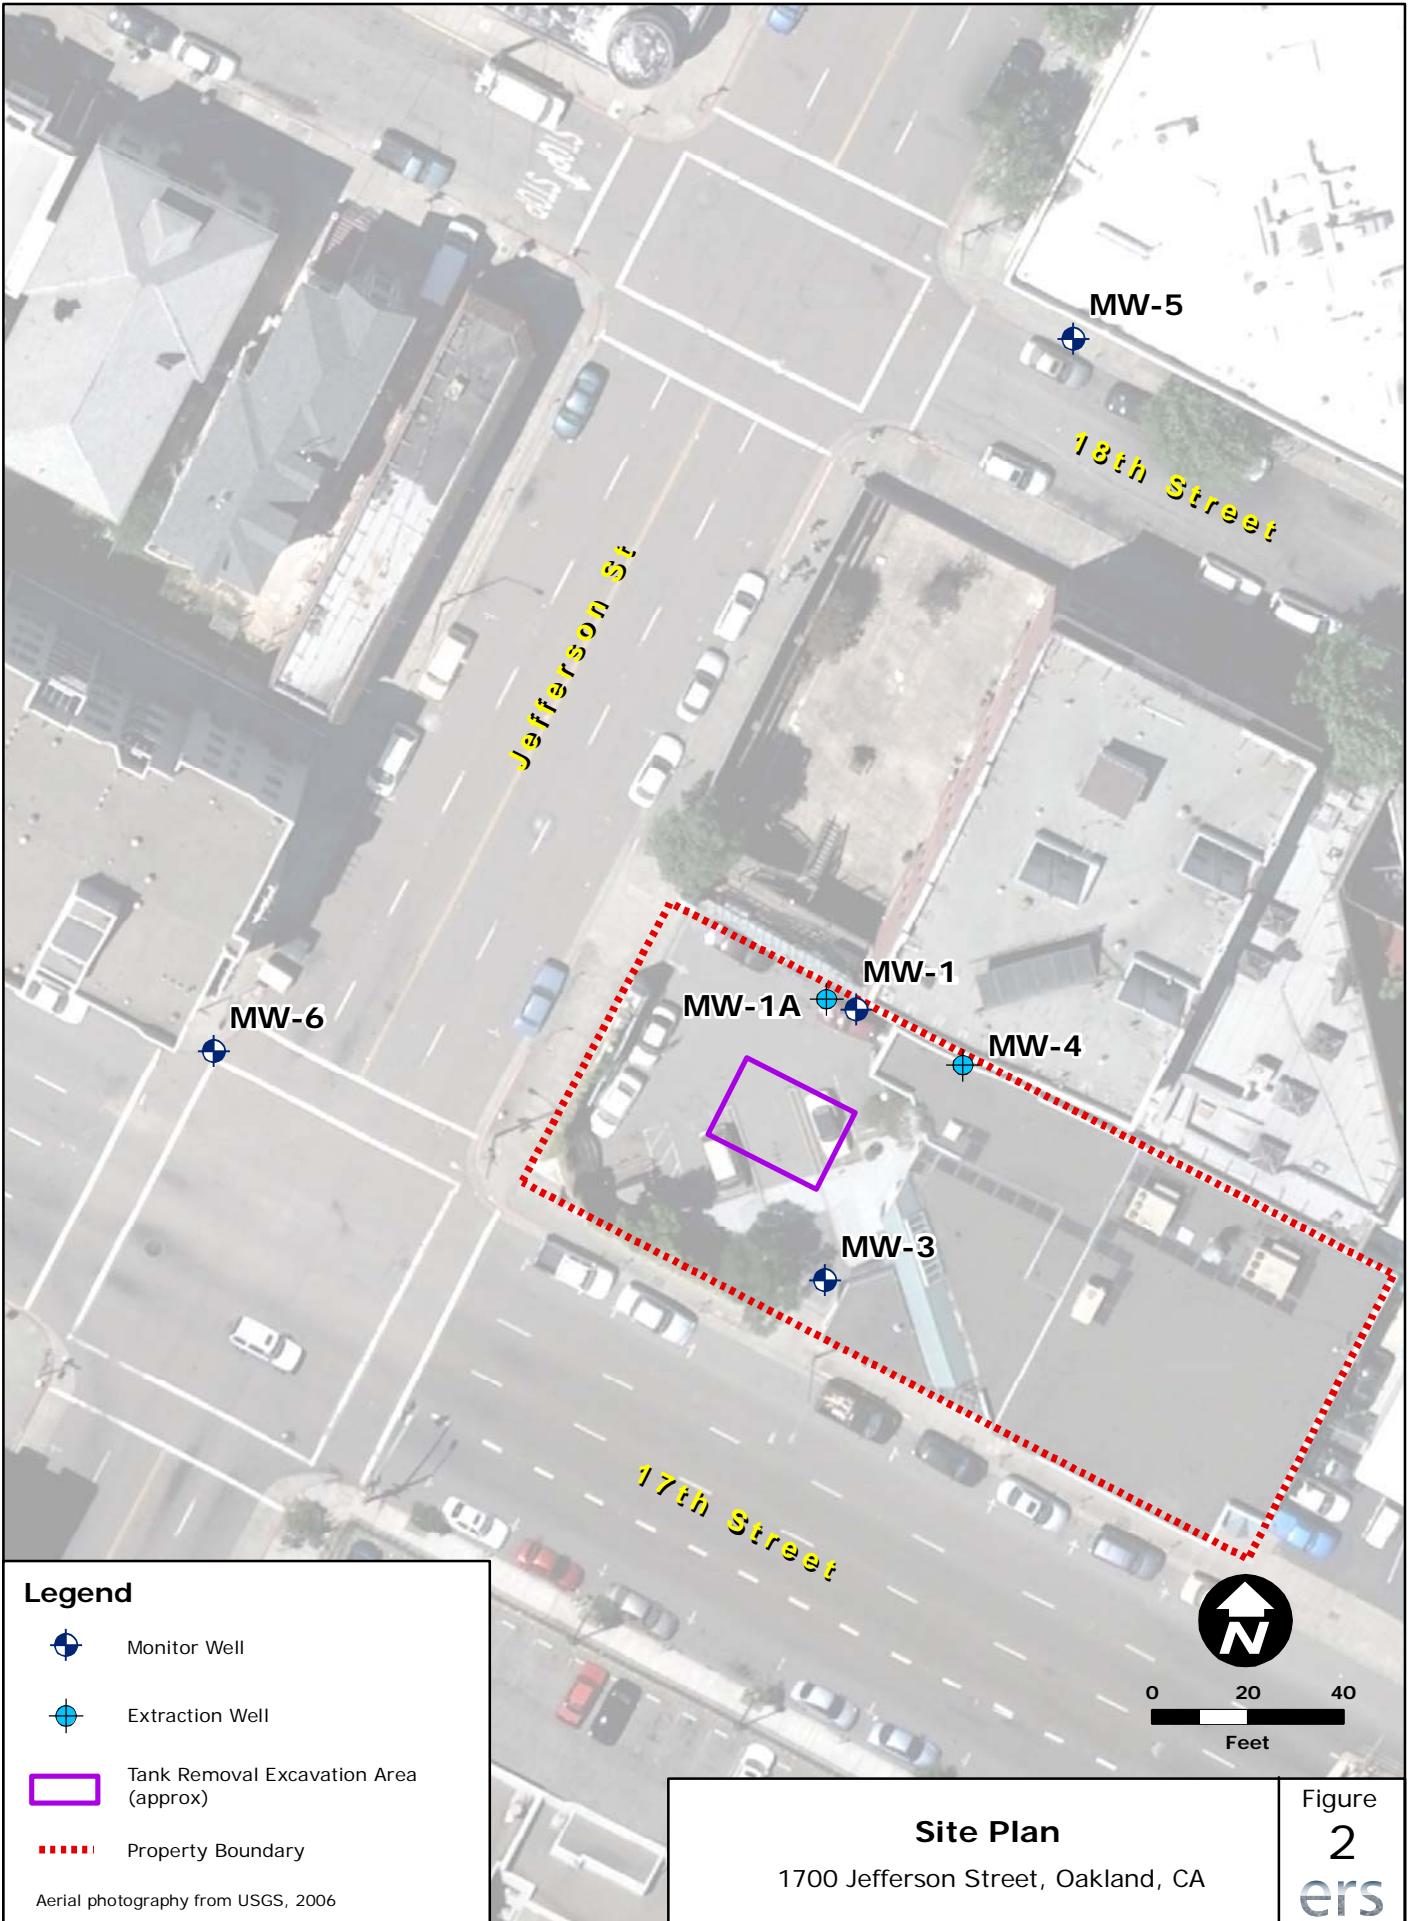 STOP
STOP
MW-5
18th Street
Jefferson St
MW-1
MW-1A
MW-4
MW-6
MW-3
17th Street
Legend
Monitor Well
Extraction Well
Tank Removal Excavation Area
(approx)
Property Boundary
Aerial photography from USGS, 2006
N
0 20 40
Feet
Site Plan
1700 Jefferson Street, Oakland, CA
Figure
2
ers